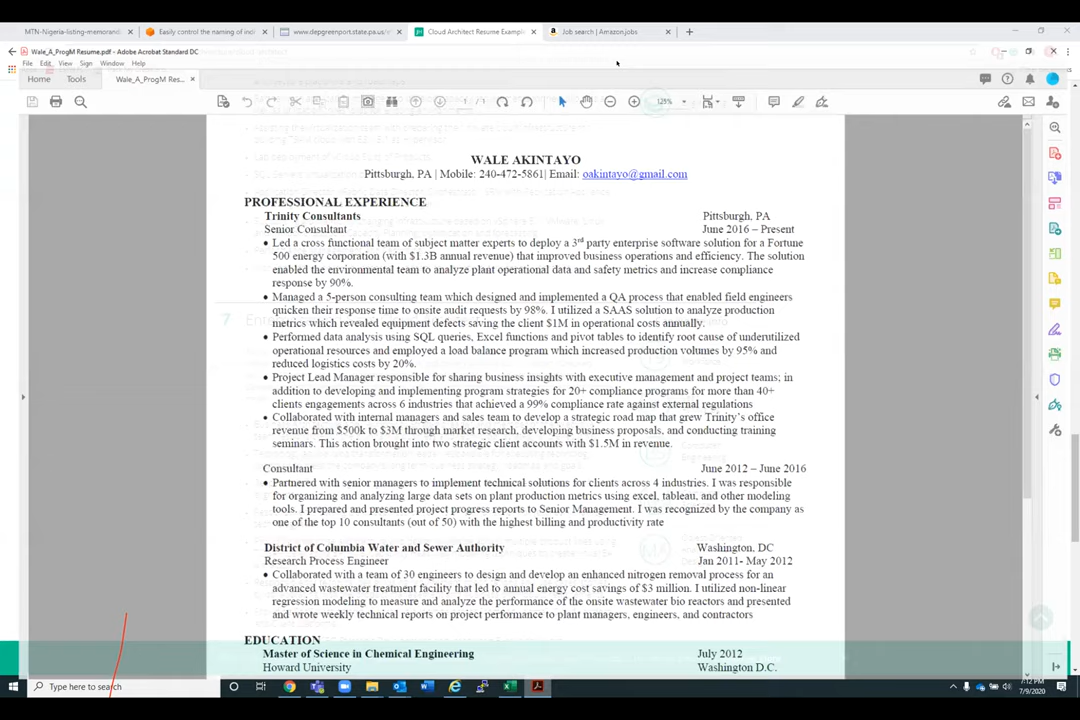 MTN-Nigeria-listing-memorand
Easily control the naming of indi
www.depgreenport.state.pa.us
Cloud Architect Resume Example
Job search | Amazon.jobs
Wale_A_ProgM Resume.pdf - Adobe Acrobat Standard DC
File Edit View Sign Window Help
Home Tools Wale_A_ProgM Res...
125%
WALE AKINTAYO
Pittsburgh, PA | Mobile: 240-472-5861| Email: oakintayo@gmail.com
PROFESSIONAL EXPERIENCE
Trinity Consultants Pittsburgh, PA
Senior Consultant June 2016 – Present
• Led a cross functional team of subject matter experts to deploy a 3rd party enterprise software solution for a Fortune
500 energy corporation (with $1.3B annual revenue) that improved business operations and efficiency. The solution
enabled the environmental team to analyze plant operational data and safety metrics and increase compliance
response by 90%.
• Managed a 5-person consulting team which designed and implemented a QA process that enabled field engineers
quicken their response time to onsite audit requests by 98%. I utilized a SAAS solution to analyze production
metrics which revealed equipment defects saving the client $1M in operational costs annually.
• Performed data analysis using SQL queries, Excel functions and pivot tables to identify root cause of underutilized
operational resources and employed a load balance program which increased production volumes by 95% and
reduced logistics costs by 20%.
• Project Lead Manager responsible for sharing business insights with executive management and project teams; in
addition to developing and implementing program strategies for 20+ compliance programs for more than 40+
clients engagements across 6 industries that achieved a 99% compliance rate against external regulations
• Collaborated with internal managers and sales team to develop a strategic road map that grew Trinity's office
revenue from $500k to $3M through market research, developing business proposals, and conducting training
seminars. This action brought into two strategic client accounts with $1.5M in revenue.
Consultant June 2012 – June 2016
• Partnered with senior managers to implement technical solutions for clients across 4 industries. I was responsible
for organizing and analyzing large data sets on plant production metrics using excel, tableau, and other modeling
tools. I prepared and presented project progress reports to Senior Management. I was recognized by the company as
one of the top 10 consultants (out of 50) with the highest billing and productivity rate
District of Columbia Water and Sewer Authority Washington, DC
Research Process Engineer Jan 2011- May 2012
• Collaborated with a team of 30 engineers to design and develop an enhanced nitrogen removal process for an
advanced wastewater treatment facility that led to annual energy cost savings of $3 million. I utilized non-linear
regression modeling to measure and analyze the performance of the onsite wastewater bio reactors and presented
and wrote weekly technical reports on project performance to plant managers, engineers, and contractors
EDUCATION
Master of Science in Chemical Engineering July 2012
Howard University Washington D.C.
Type here to search
7:12 PM
7/9/2020